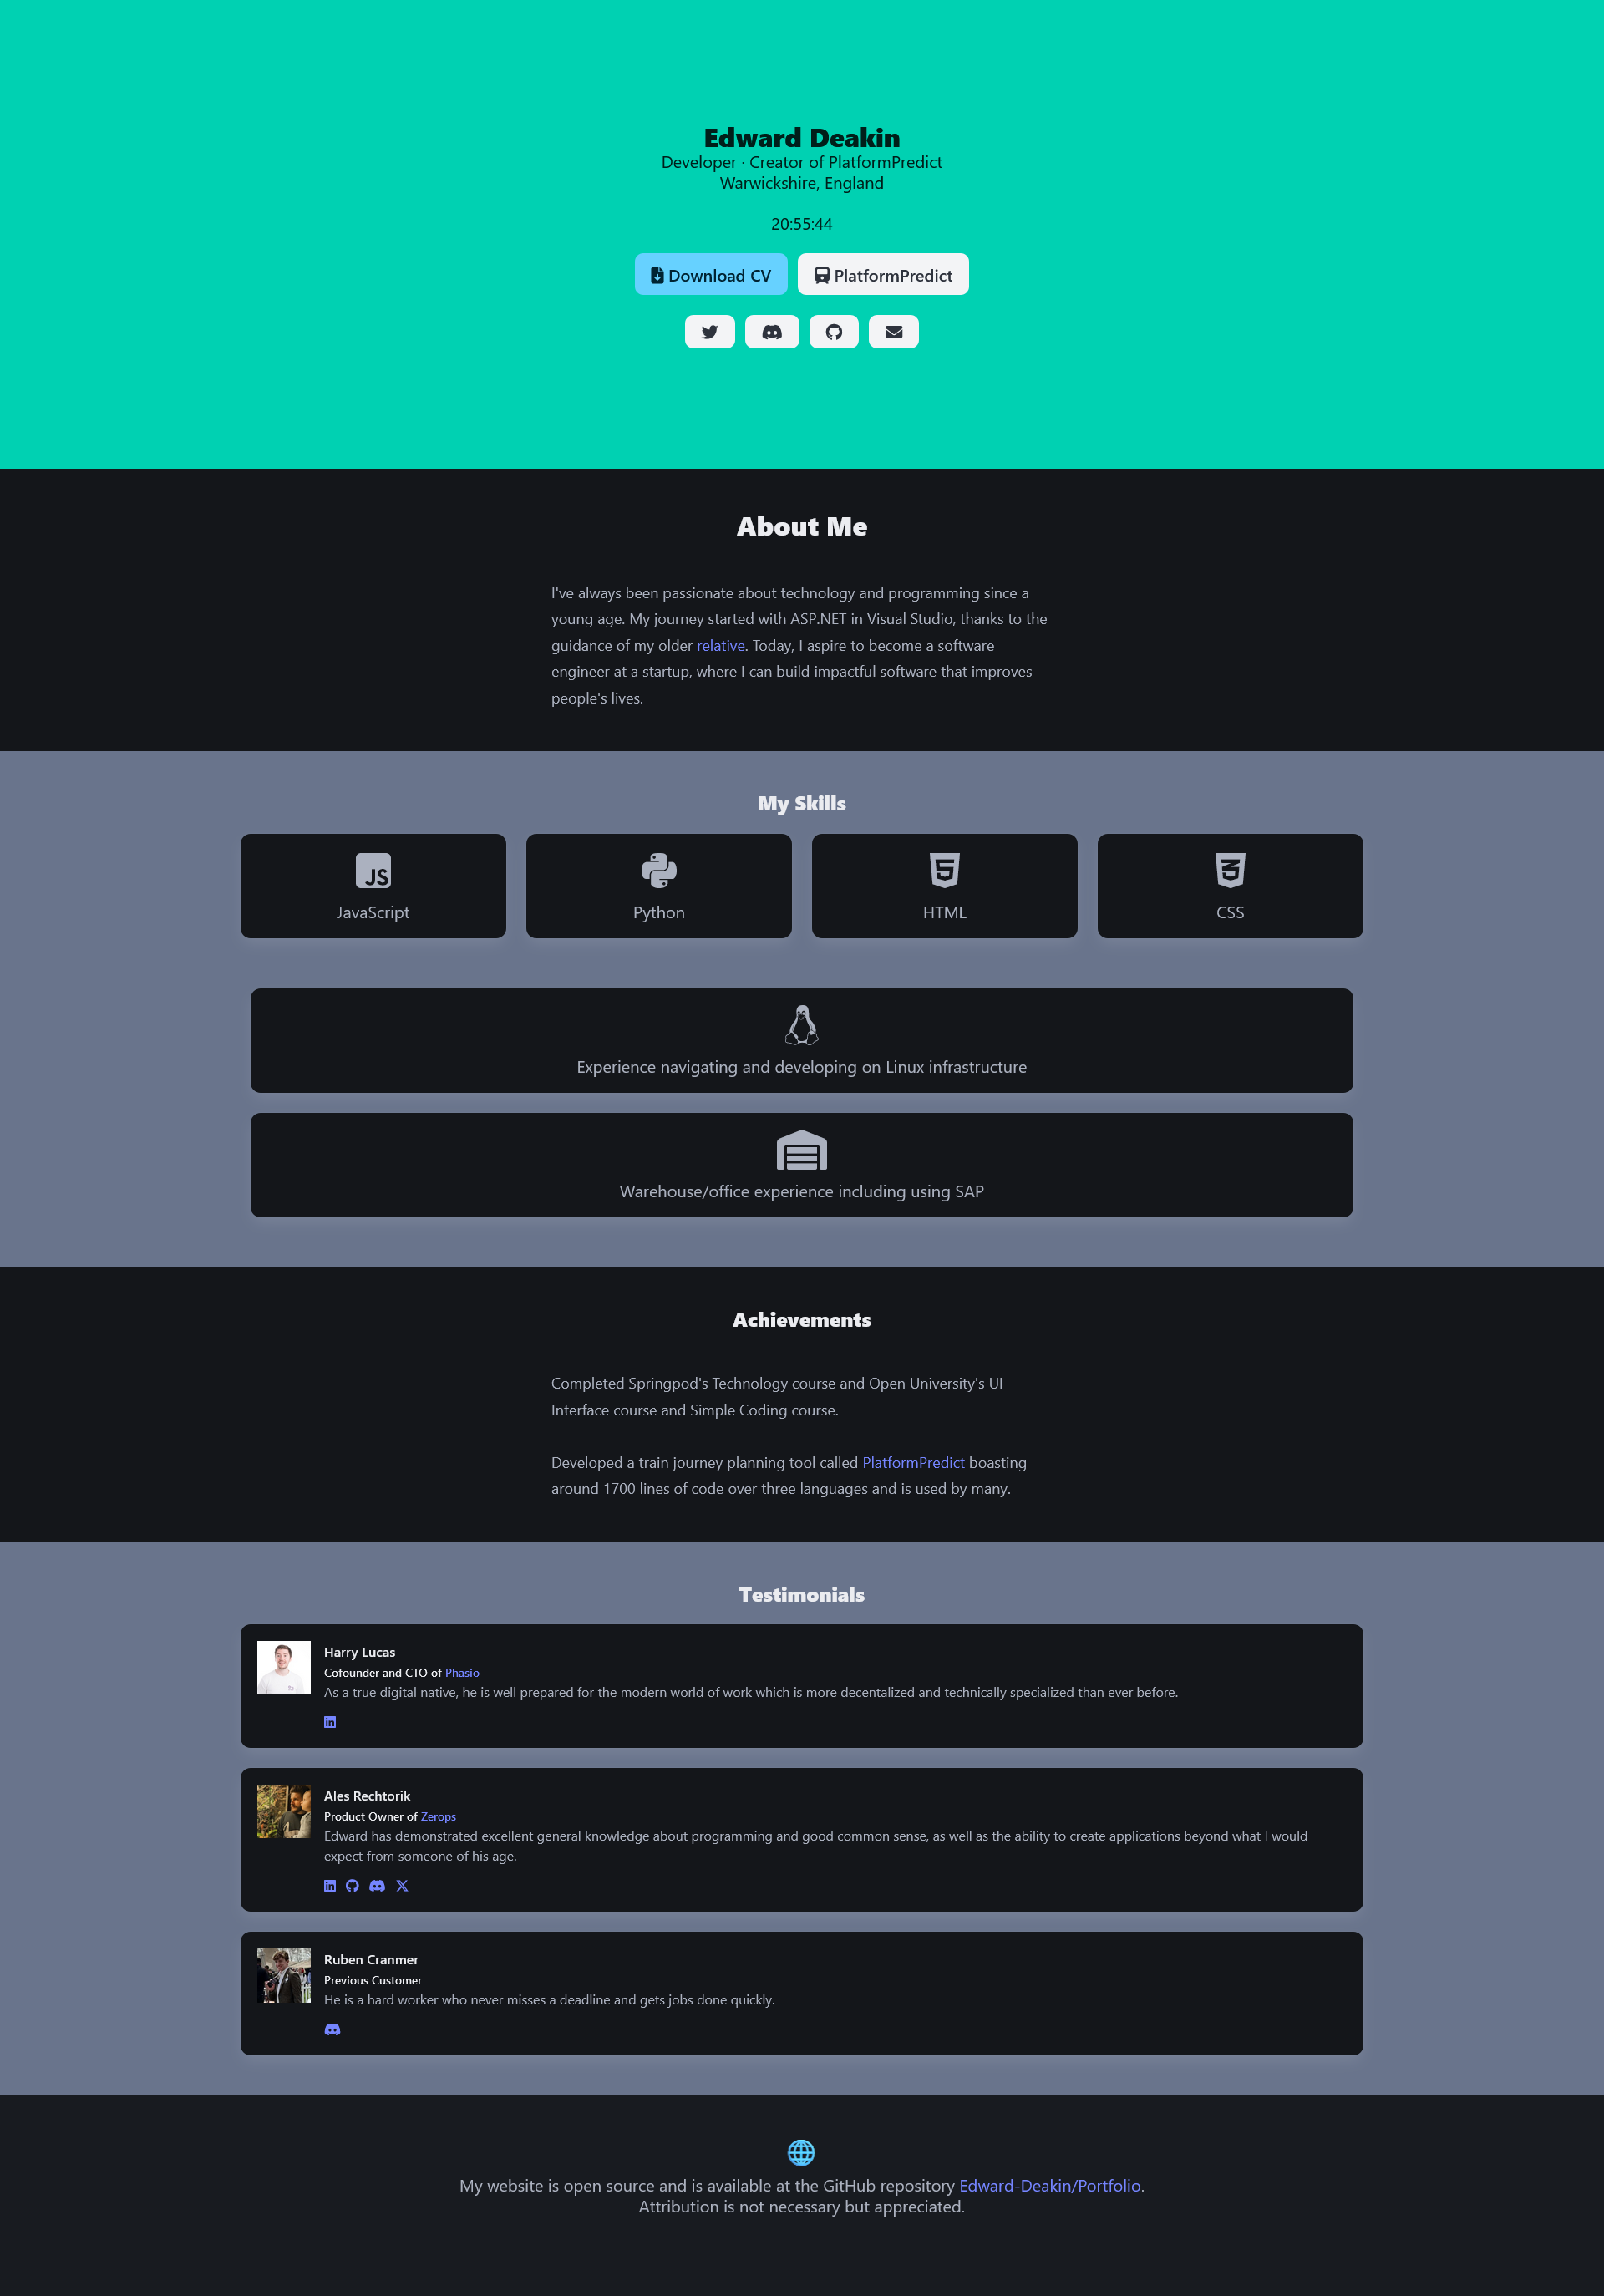 Edward Deakin
Developer · Creator of PlatformPredict
Warwickshire, England
20:55:44
Download CV PlatformPredict
About Me
I've always been passionate about technology and programming since a
young age. My journey started with ASP.NET in Visual Studio, thanks to the
guidance of my older relative. Today, I aspire to become a software
engineer at a startup, where I can build impactful software that improves
people's lives.
My Skills
JS
JavaScript Python HTML CSS
Experience navigating and developing on Linux infrastructure
Warehouse/office experience including using SAP
Achievements
Completed Springpod's Technology course and Open University's UI
Interface course and Simple Coding course.
Developed a train journey planning tool called PlatformPredict boasting
around 1700 lines of code over three languages and is used by many.
Testimonials
Harry Lucas
Cofounder and CTO of Phasio
As a true digital native, he is well prepared for the modern world of work which is more decentalized and technically specialized than ever before.
Ales Rechtorik
Product Owner of Zerops
Edward has demonstrated excellent general knowledge about programming and good common sense, as well as the ability to create applications beyond what I would
expect from someone of his age.
Ruben Cranmer
Previous Customer
He is a hard worker who never misses a deadline and gets jobs done quickly.
My website is open source and is available at the GitHub repository Edward-Deakin/Portfolio.
Attribution is not necessary but appreciated.